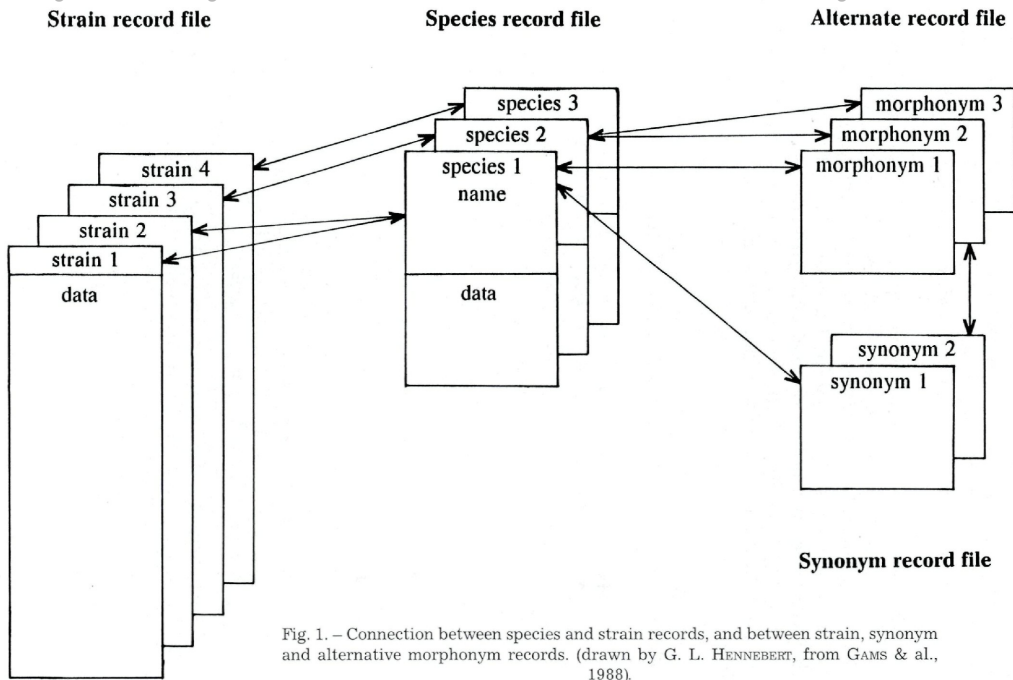 Strain record file
Species record file
Alternate record file
species 3
species 2
species 1
name
data
morphonym 3
morphonym 2
morphonym 1
strain 4
strain 3
strain 2
strain 1
data
synonym 2
synonym 1
Synonym record file
Fig. 1. – Connection between species and strain records, and between strain, synonym
and alternative morphonym records. (drawn by G. L. HENNEBERT, from GAMS & al.,
1988).